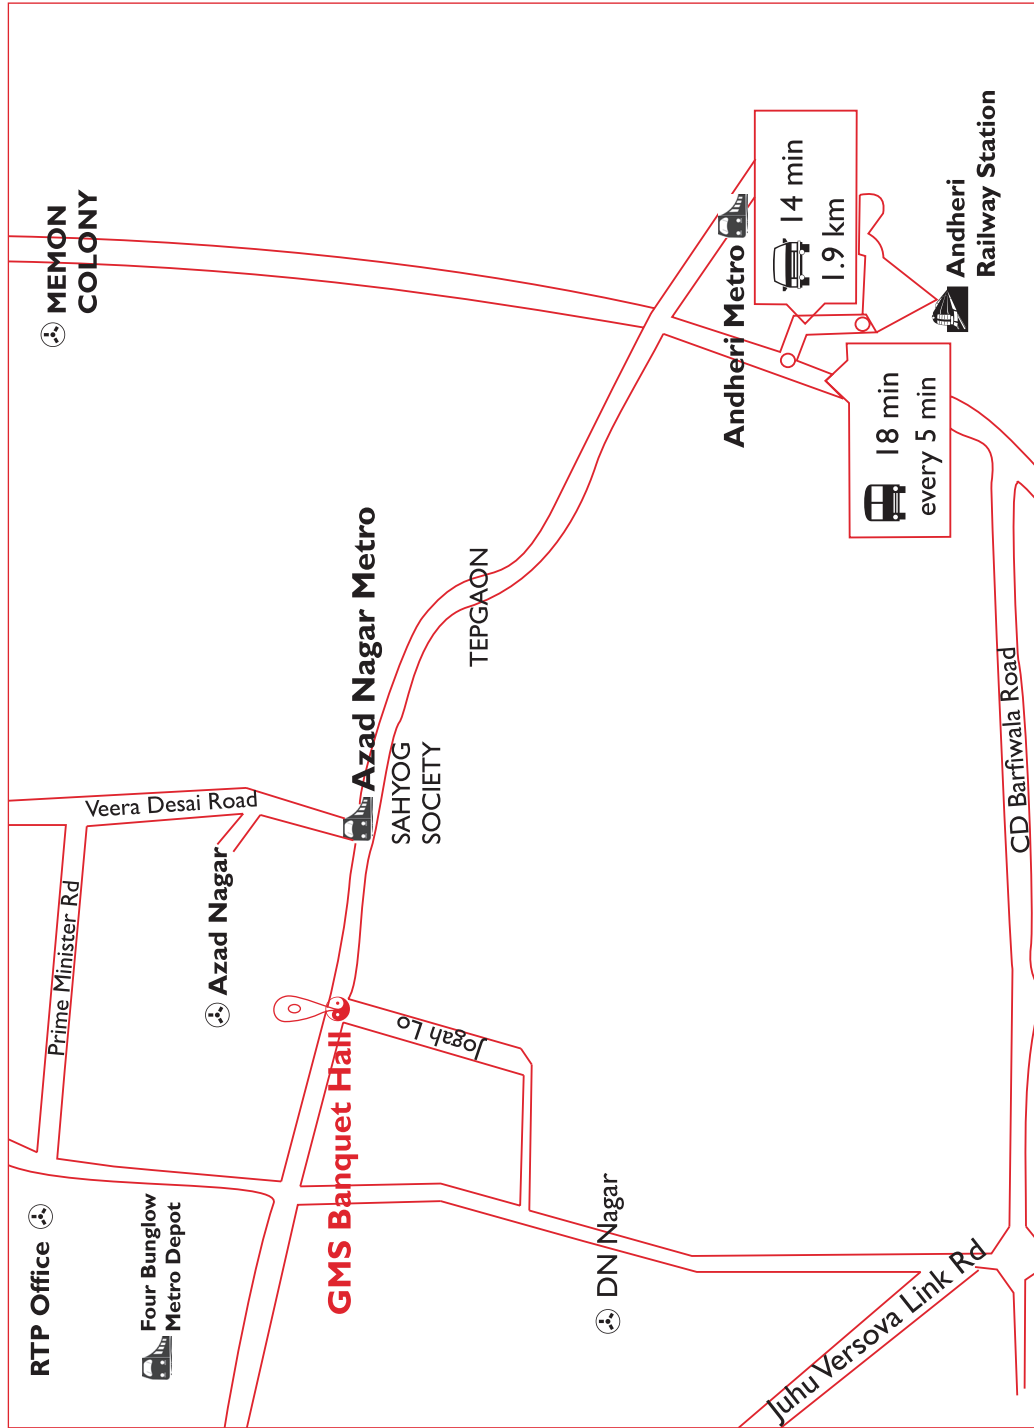 RTP Office
Four Bunglow
Metro Depot
Prime Minister Rd
Veera Desai Road
MEMON
COLONY
Azad Nagar
GMS Banquet Hall
Azad Nagar Metro
SAHYOG
SOCIETY
Jogah Lo
TEPGAON
DN Nagar
Andheri Metro
14 min
1.9 km
18 min
every 5 min
Andheri
Railway Station
Juhu Versova Link Rd
CD Barfiwala Road